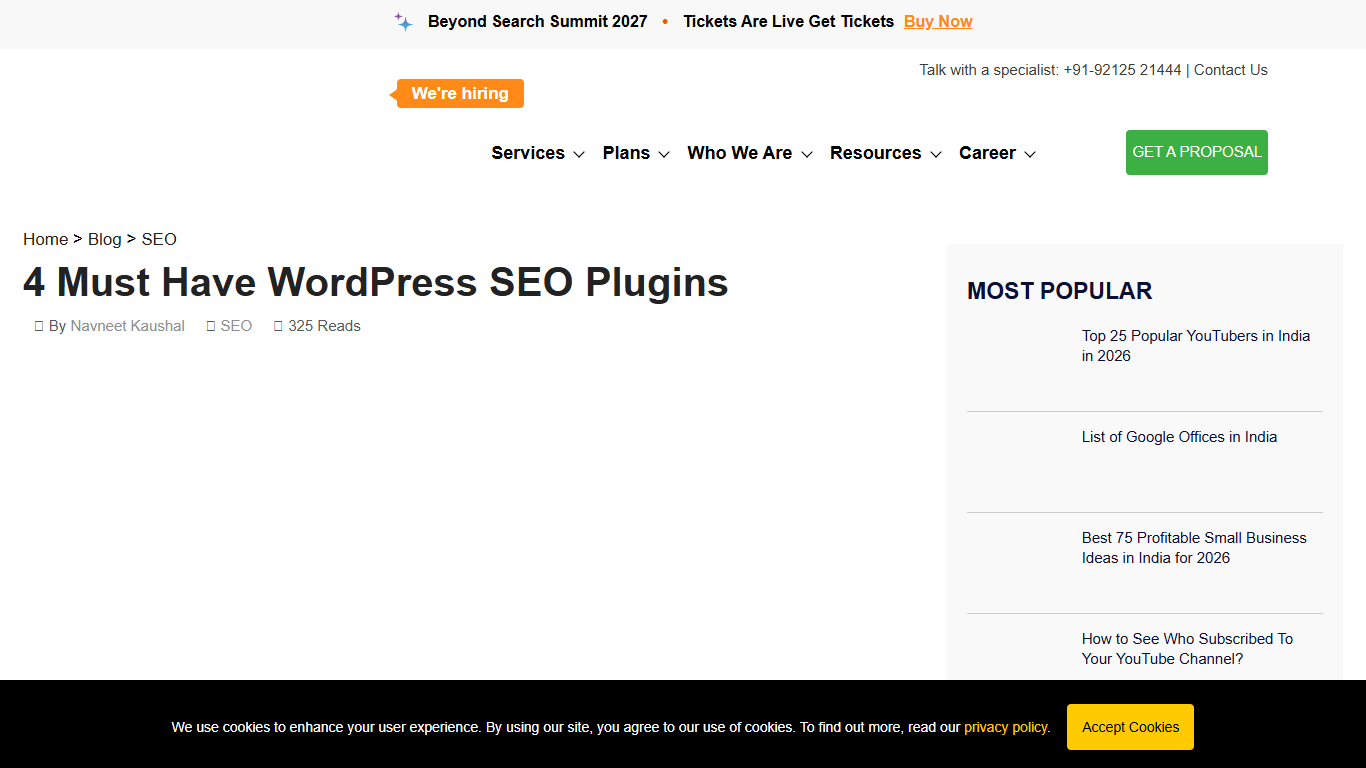 Beyond Search Summit 2027 • Tickets Are Live Get Tickets Buy Now
Talk with a specialist: +91-92125 21444 | Contact Us
We're hiring
Services Plans Who We Are Resources Career
GET A PROPOSAL
Home > Blog > SEO
4 Must Have WordPress SEO Plugins
By Navneet Kaushal SEO 325 Reads
MOST POPULAR
Top 25 Popular YouTubers in India
in 2026
List of Google Offices in India
Best 75 Profitable Small Business
Ideas in India for 2026
How to See Who Subscribed To
Your YouTube Channel?
We use cookies to enhance your user experience. By using our site, you agree to our use of cookies. To find out more, read our privacy policy.
Accept Cookies